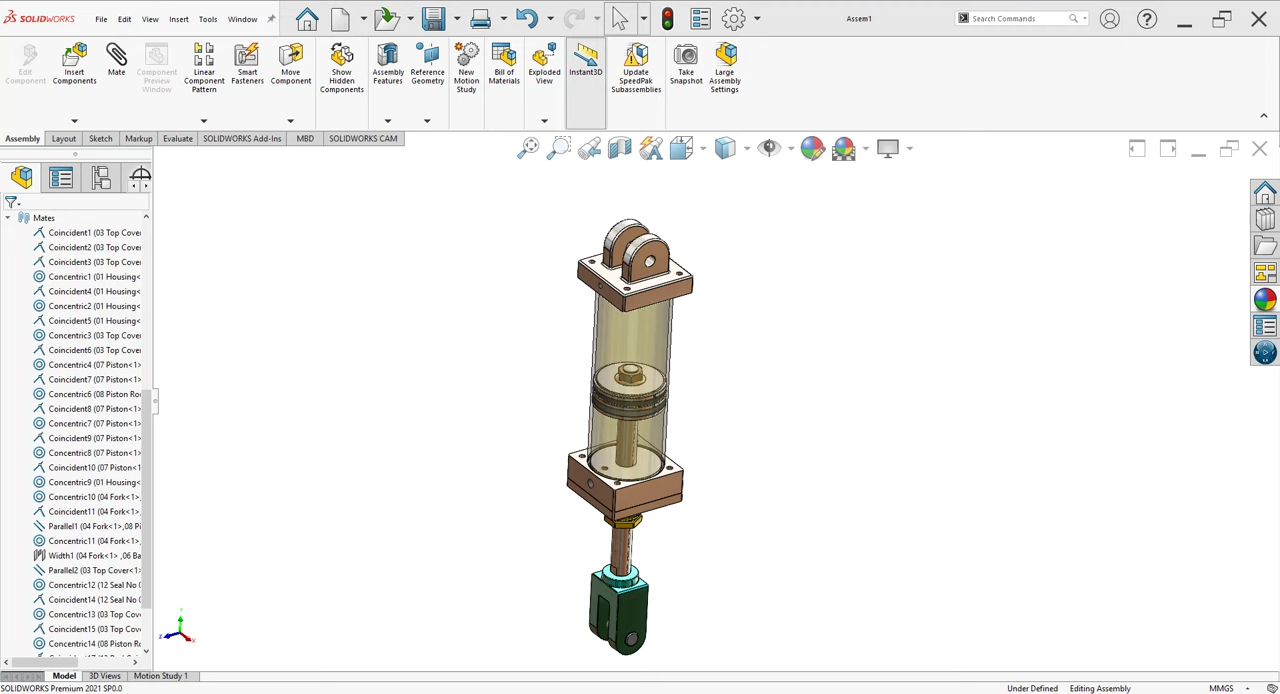 SOLIDWORKS File Edit View Insert Tools Window Assem1 Search Commands
Edit Component
Insert Components
Mate
Component Preview Window
Linear Component Pattern
Smart Fasteners
Move Component
Show Hidden Components
Assembly Features
Reference Geometry
New Motion Study
Bill of Materials
Exploded View
Instant3D
Update SpeedPak Subassemblies
Take Snapshot
Large Assembly Settings
Assembly Layout Sketch Markup Evaluate SOLIDWORKS Add-Ins MBD SOLIDWORKS CAM
Mates
Coincident1 (03 Top Cover
Coincident2 (03 Top Cover
Coincident3 (03 Top Cover
Concentric1 (01 Housing<
Coincident4 (01 Housing<
Concentric2 (01 Housing<
Coincident5 (01 Housing<
Concentric3 (03 Top Cove
Coincident6 (03 Top Cove
Concentric4 (07 Piston<1>
Coincident7 (07 Piston<1>
Concentric6 (08 Piston Ro
Coincident8 (07 Piston<1>
Concentric7 (07 Piston<1>
Coincident9 (07 Piston<1>
Concentric8 (07 Piston<1>
Coincident10 (07 Piston<1
Concentric9 (01 Housing<
Concentric10 (04 Fork<1>,
Coincident11 (04 Fork<1>,
Parallel1 (04 Fork<1>,08 Pi
Concentric11 (04 Fork<1>,
Width1 (04 Fork<1> ,06 Ba
Parallel2 (03 Top Cover<1>
Concentric12 (12 Seal No 0
Coincident14 (12 Seal No 0
Concentric13 (03 Top Cov
Coincident15 (03 Top Cov
Concentric14 (08 Piston R
Model 3D Views Motion Study 1
SOLIDWORKS Premium 2021 SP0.0 Under Defined Editing Assembly MMGS